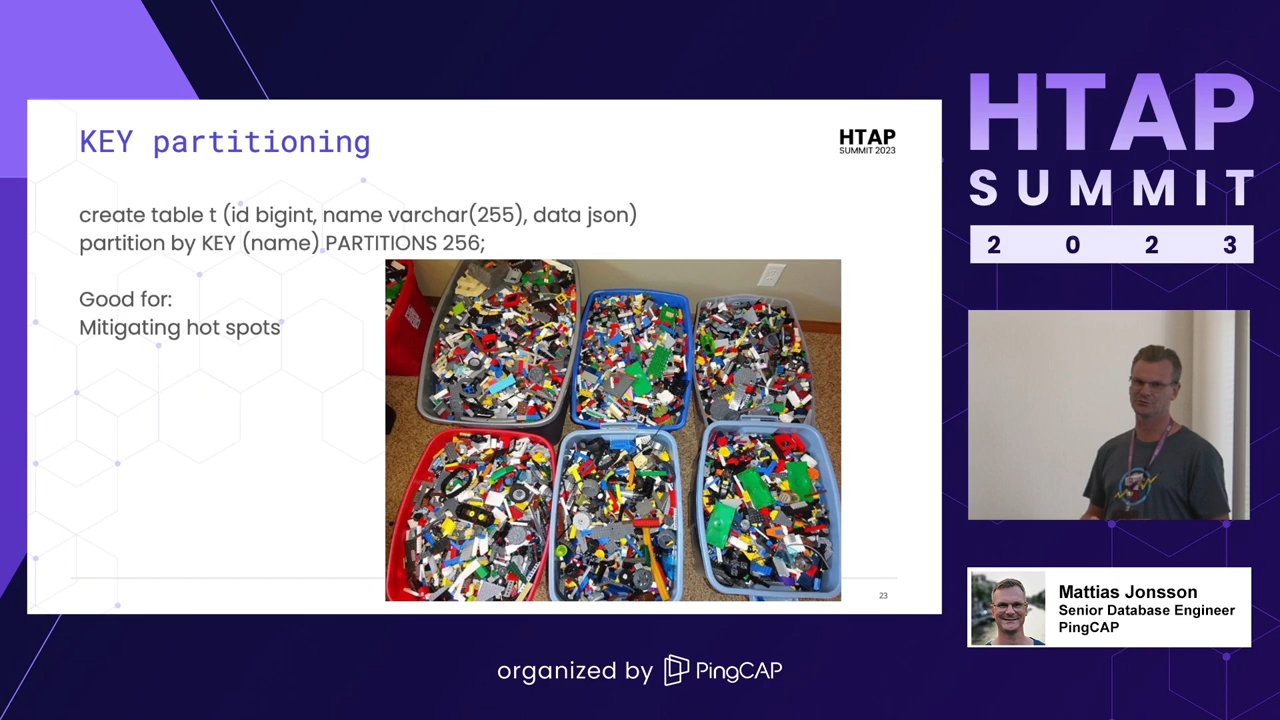 KEY partitioning
HTAP
SUMMIT 2023
create table t (id bigint, name varchar(255), data json)
partition by KEY (name) PARTITIONS 256;
Good for:
Mitigating hot spots
23
HTAP
SUMMIT
2 0 2 3
Mattias Jonsson
Senior Database Engineer
PingCAP
organized by PingCAP